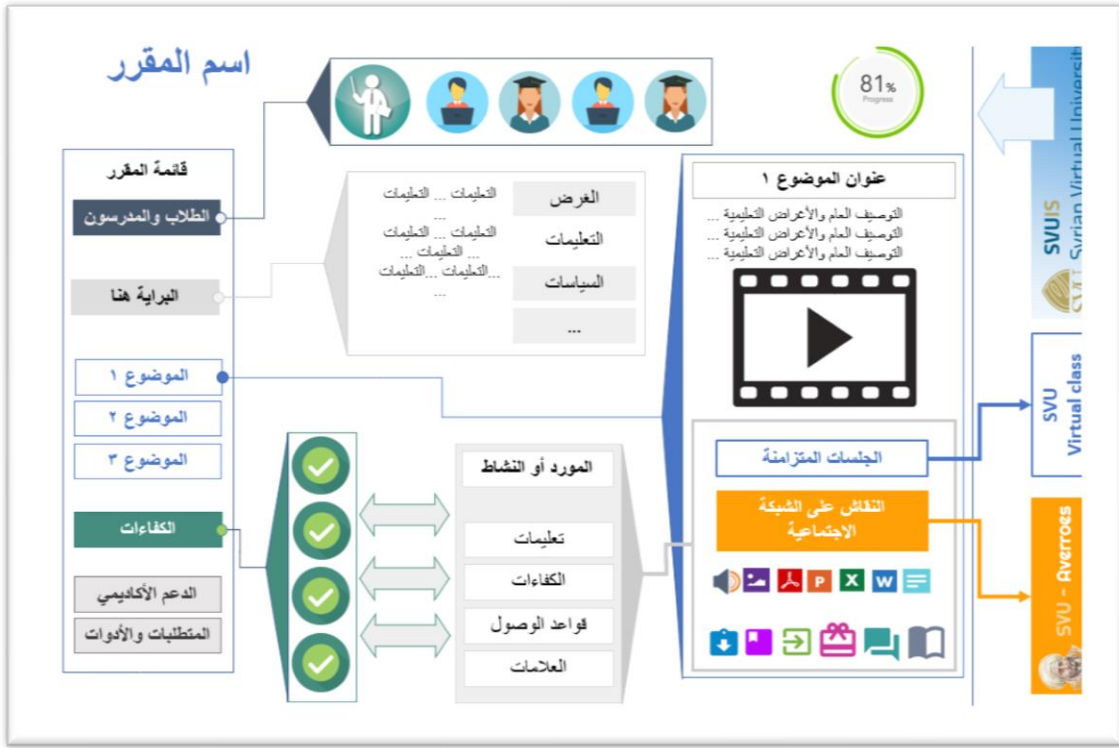 اسم المقرر
81%
Progress
قائمة المقرر
الطلاب والمدرسون
البراية هنا
الموضوع ١
الموضوع ٢
الموضوع ٣
الكفاءات
الدعم الأكاديمي
المتطلبات والأدوات
الغرض
التعليمات
السياسات
...
التعليمات ... التعليمات
...
التعليمات ... التعليمات
... التعليمات ...
...التعليمات ...التعليمات
...
عنوان الموضوع ١
التوصيف العام والأغراض التعليمية ...
التوصيف العام والأغراض التعليمية ...
التوصيف العام والأغراض التعليمية ...
الجلسات المتزامنة
النقاش على الشبكة
الاجتماعية
P
X
W
المورد أو النشاط
تعليمات
الكفاءات
قواعد الوصول
العلامات
SVUIS
Syrian Virtual University
SVU
Virtual class
SVU - Averroes